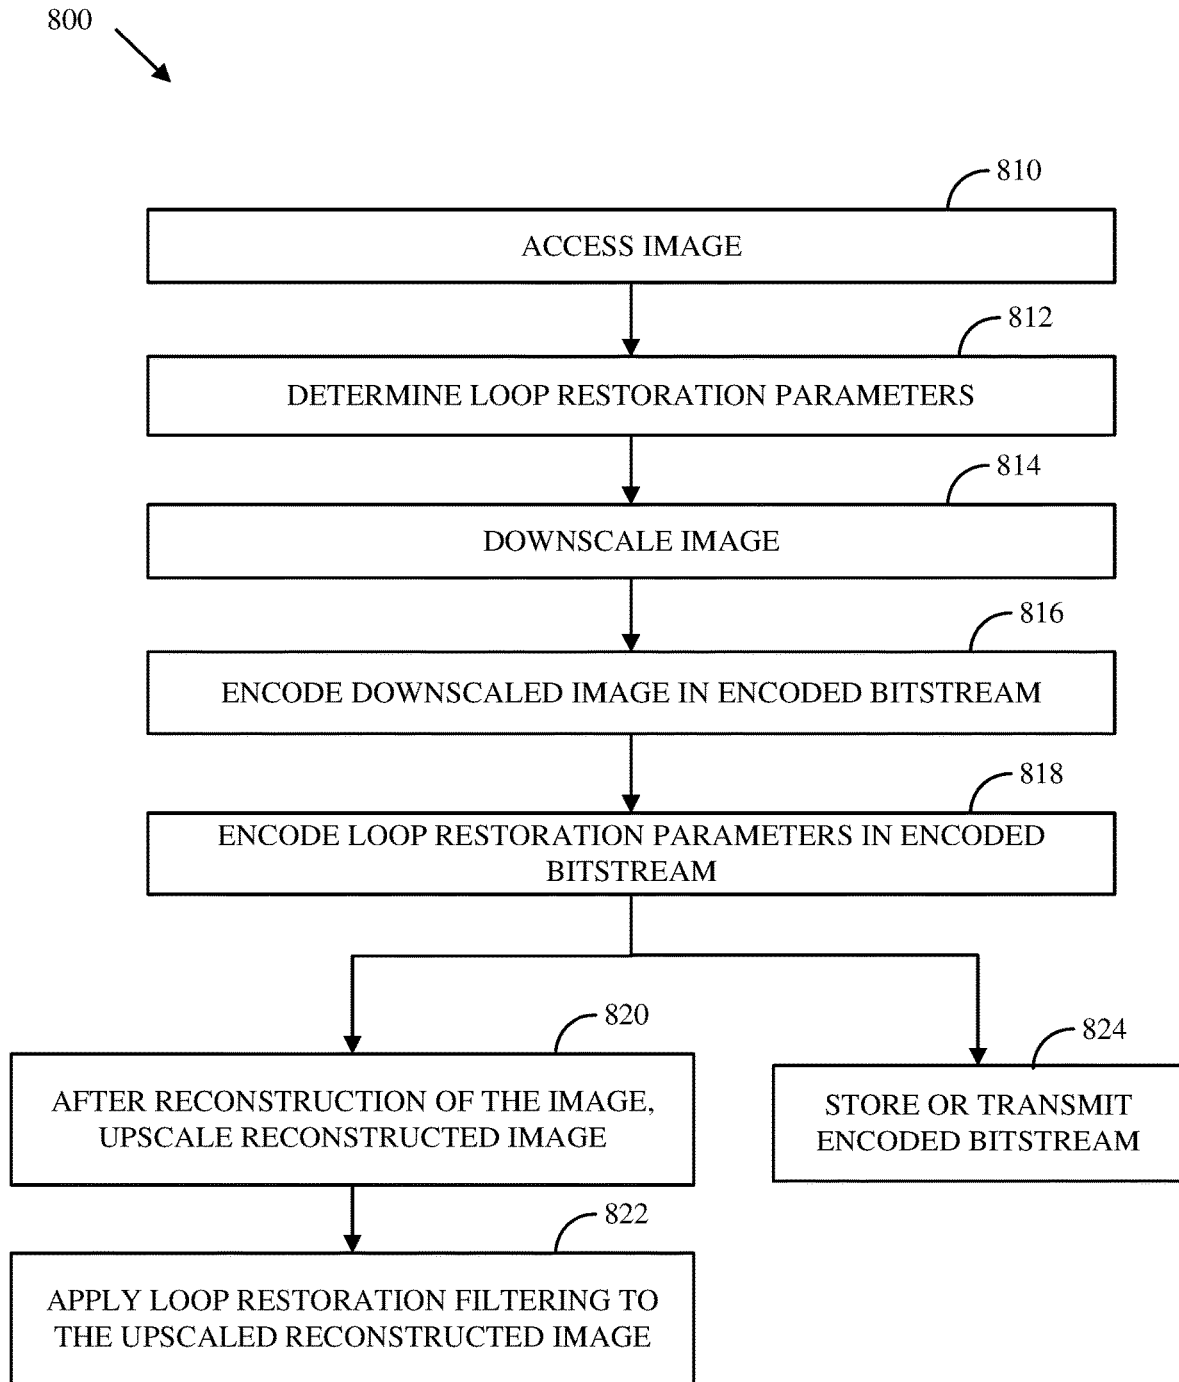 800
810
ACCESS IMAGE
812
DETERMINE LOOP RESTORATION PARAMETERS
814
DOWNSCALE IMAGE
816
ENCODE DOWNSCALED IMAGE IN ENCODED BITSTREAM
818
ENCODE LOOP RESTORATION PARAMETERS IN ENCODED
BITSTREAM
820
AFTER RECONSTRUCTION OF THE IMAGE,
UPSCALE RECONSTRUCTED IMAGE
824
STORE OR TRANSMIT
ENCODED BITSTREAM
822
APPLY LOOP RESTORATION FILTERING TO
THE UPSCALED RECONSTRUCTED IMAGE